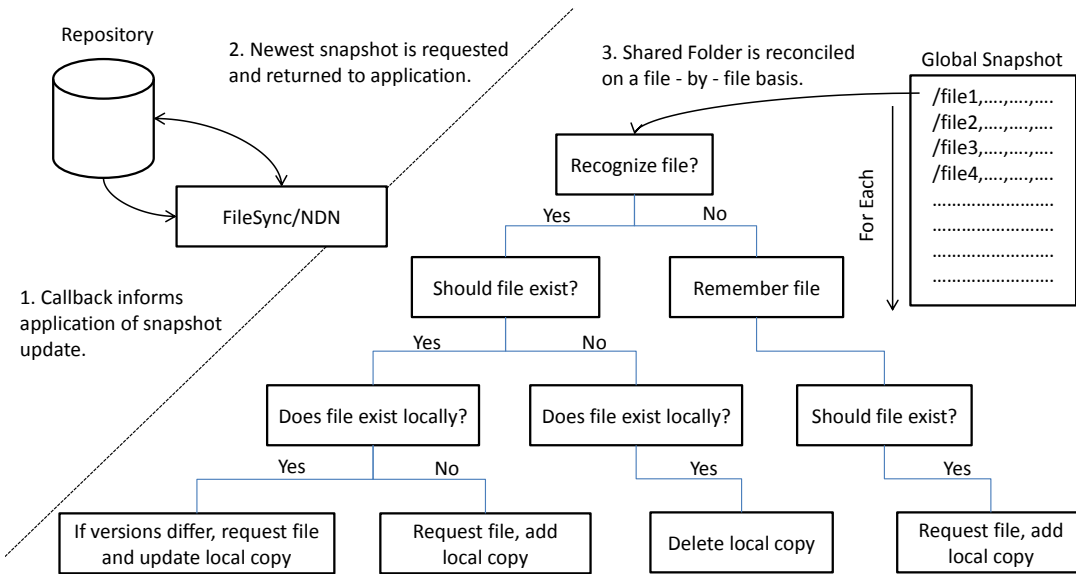 Repository
2. Newest snapshot is requested
and returned to application.
FileSync/NDN
1. Callback informs
application of snapshot
update.
3. Shared Folder is reconciled
on a file - by - file basis.
Global Snapshot
/file1,....,....,....
/file2,....,....,....
/file3,....,....,....
/file4,....,....,....
..........................
..........................
..........................
..........................
For Each
Recognize file?
Yes
No
Should file exist?
Remember file
Yes
No
Does file exist locally?
Does file exist locally?
Should file exist?
Yes
No
Yes
Yes
If versions differ, request file
and update local copy
Request file, add
local copy
Delete local copy
Request file, add
local copy